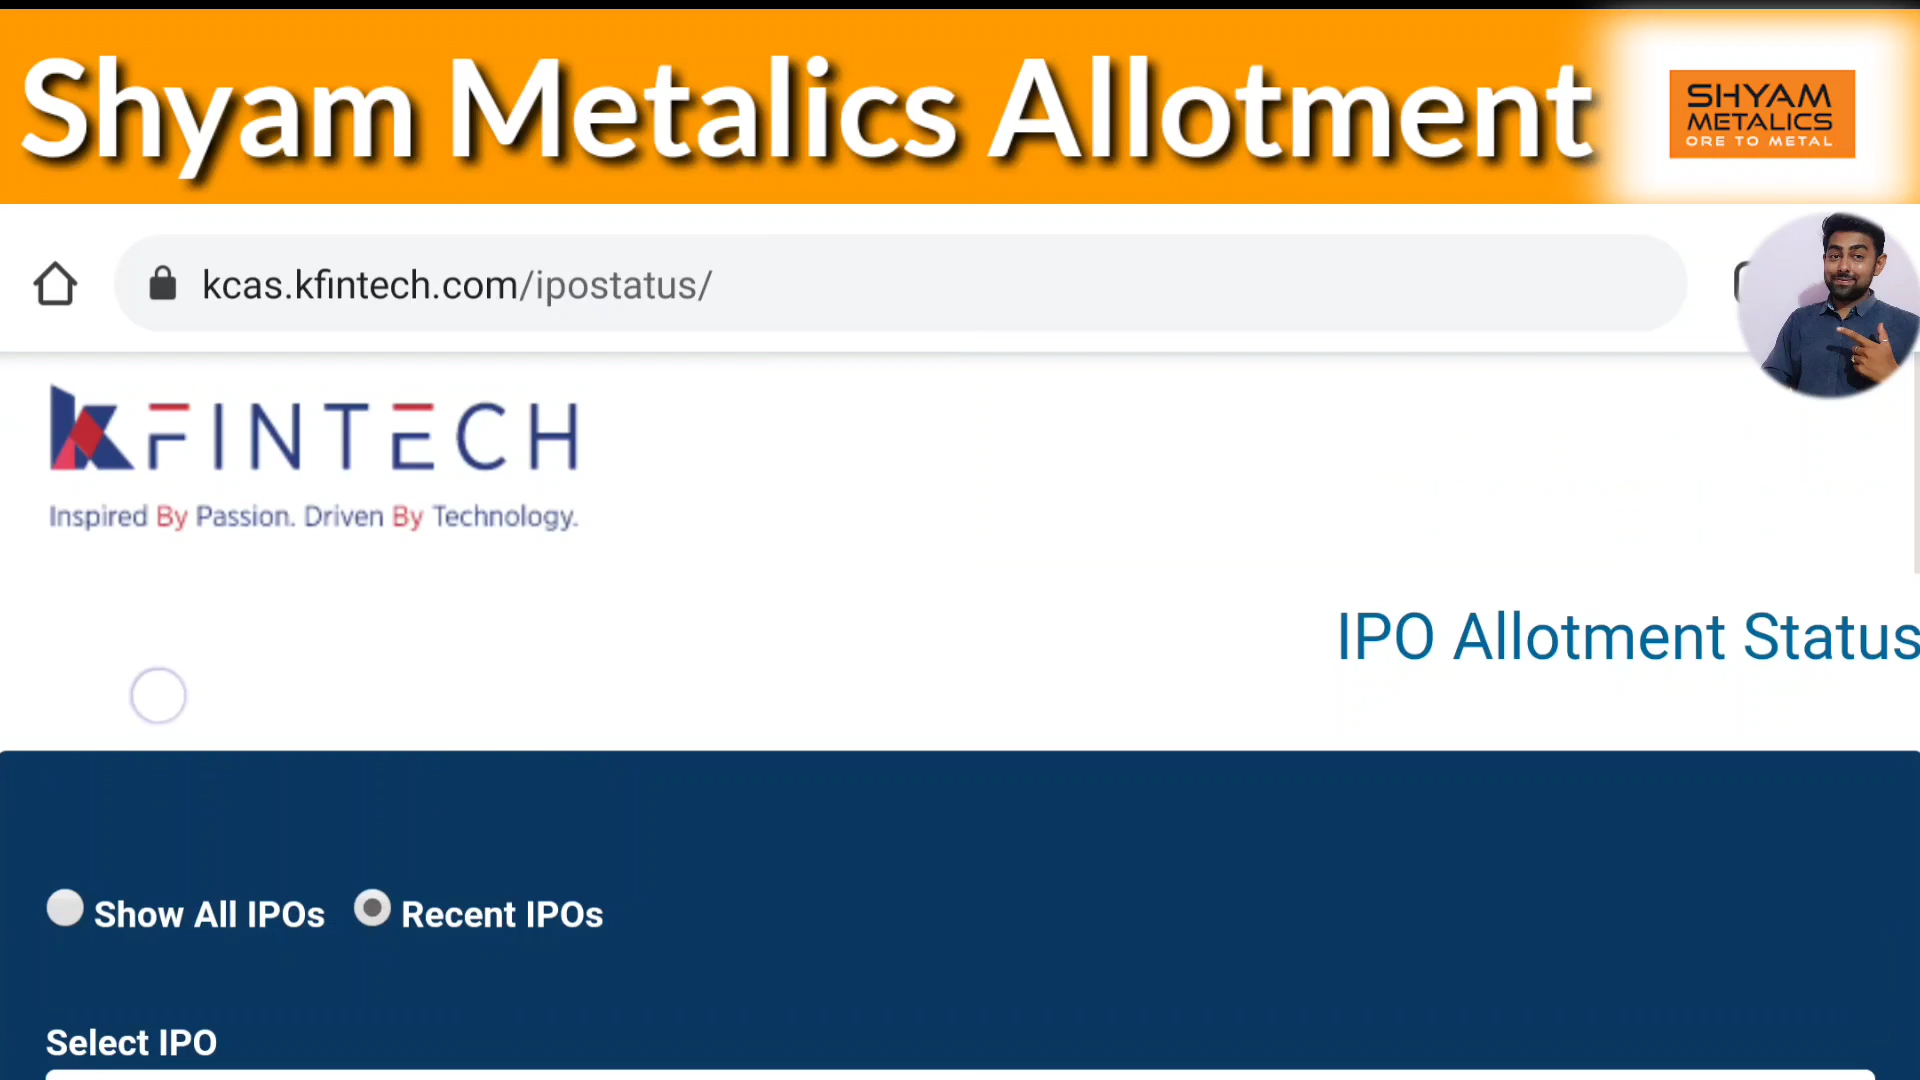 Shyam Metalics Allotment
SHYAM
METALICS
ORE TO METAL
kcas.kfintech.com/ipostatus/
KFINTECH
Inspired By Passion. Driven By Technology.
IPO Allotment Status
Show All IPOs Recent IPOs
Select IPO